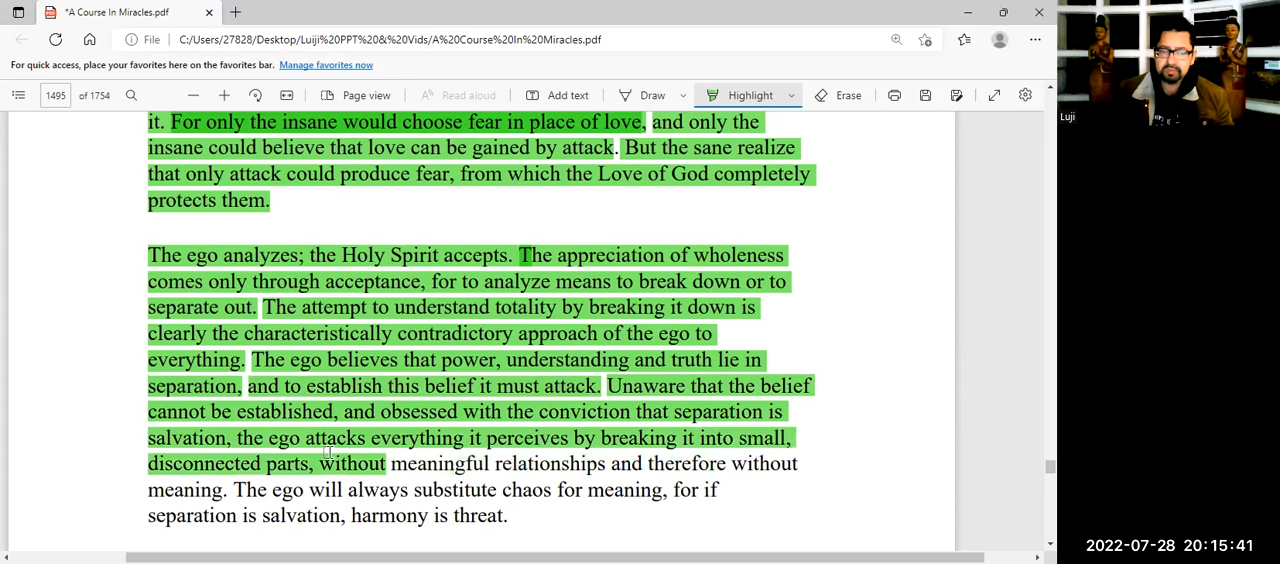 *A Course In Miracles.pdf
File C:/Users/27828/Desktop/Luiji%20PPT%20&%20Vids/A%20Course%20In%20Miracles.pdf
For quick access, place your favorites here on the favorites bar. Manage favorites now
1495 of 1754 Page view Read aloud Add text Draw Highlight Erase
it. For only the insane would choose fear in place of love, and only the
insane could believe that love can be gained by attack. But the sane realize
that only attack could produce fear, from which the Love of God completely
protects them.
The ego analyzes; the Holy Spirit accepts. The appreciation of wholeness
comes only through acceptance, for to analyze means to break down or to
separate out. The attempt to understand totality by breaking it down is
clearly the characteristically contradictory approach of the ego to
everything. The ego believes that power, understanding and truth lie in
separation, and to establish this belief it must attack. Unaware that the belief
cannot be established, and obsessed with the conviction that separation is
salvation, the ego attacks everything it perceives by breaking it into small,
disconnected parts, without meaningful relationships and therefore without
meaning. The ego will always substitute chaos for meaning, for if
separation is salvation, harmony is threat.
Luji
2022-07-28 20:15:41